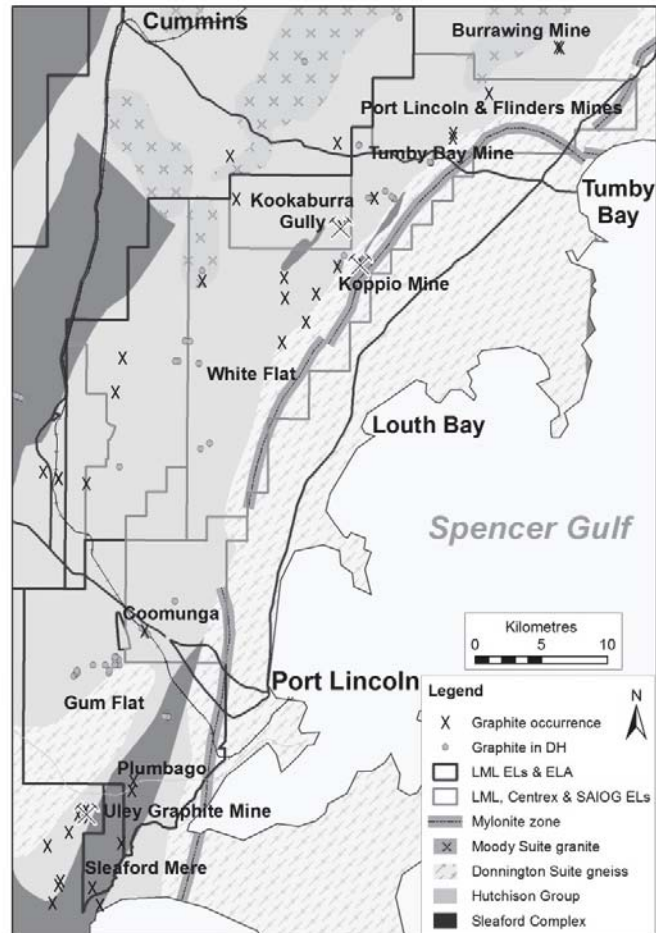 Cummins
Burrawing Mine
Port Lincoln & Flinders Mines
Tumby Bay Mine
Kookaburra
Gully
Tumby
Bay
Koppio Mine
White Flat
Louth Bay
Spencer Gulf
Coomunga
Port Lincoln
Gum Flat
Plumbago
Uley Graphite Mine
Sleaford Mere
Kilometres
0 5 10
Legend
N
Graphite occurrence
Graphite in DH
LML ELs & ELA
LML, Centrex & SAIOG ELs
Mylonite zone
Moody Suite granite
Donnington Suite gneiss
Hutchison Group
Sleaford Complex